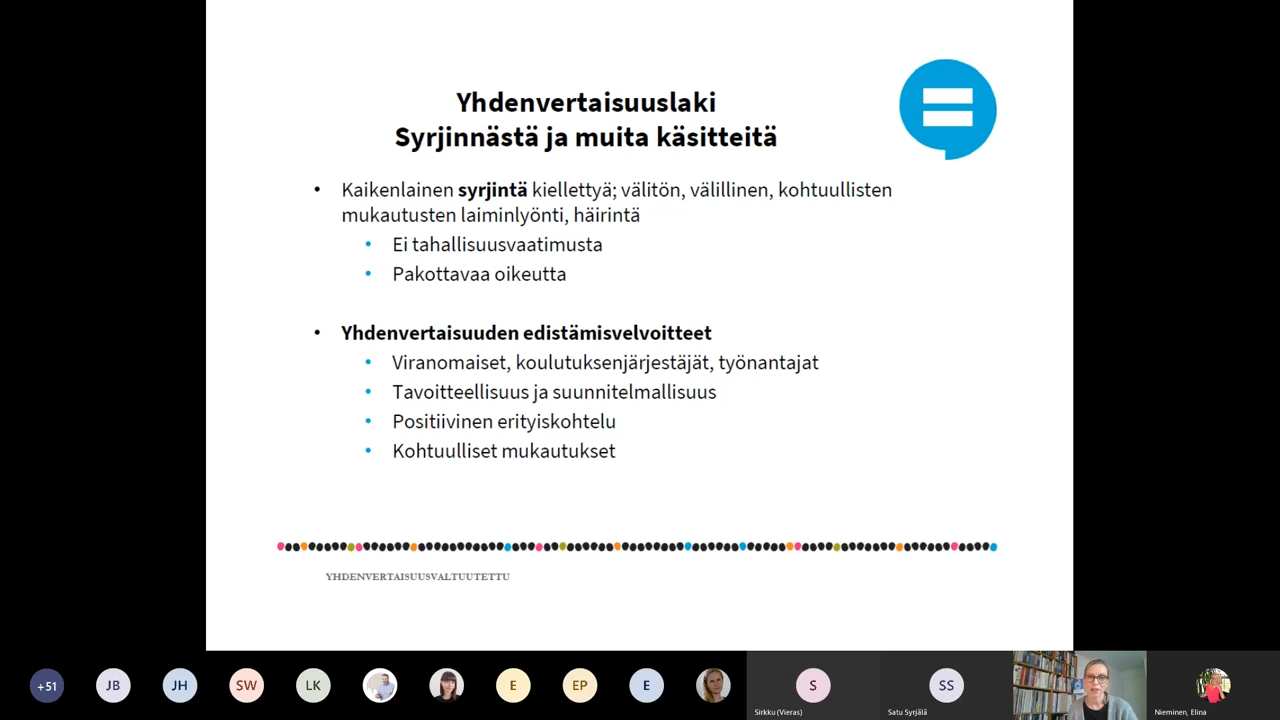 Yhdenvertaisuuslaki
Syrjinnästä ja muita käsitteitä
• Kaikenlainen syrjintä kiellettyä; välitön, välillinen, kohtuullisten
mukautusten laiminlyönti, häirintä
• Ei tahallisuusvaatimusta
• Pakottavaa oikeutta
• Yhdenvertaisuuden edistämisvelvoitteet
• Viranomaiset, koulutuksenjärjestäjät, työnantajat
• Tavoitteellisuus ja suunnitelmallisuus
• Positiivinen erityiskohtelu
• Kohtuulliset mukautukset
YHDENVERTAISUUSVALTUUTETTU
+51 JB JH SW LK E EP E S SS
Sirkku (Vieras) Satu Syrjälä Nieminen, Elina